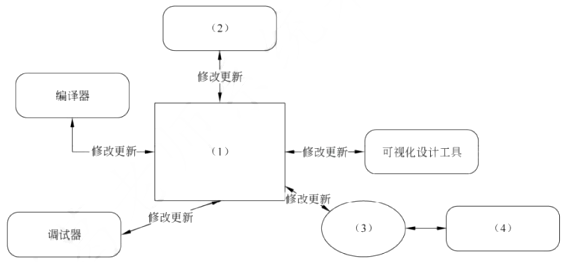 （2）
修改更新
编译器
修改更新
（1）
修改更新
可视化设计工具
修改更新
修改更新
调试器
（3）
（4）